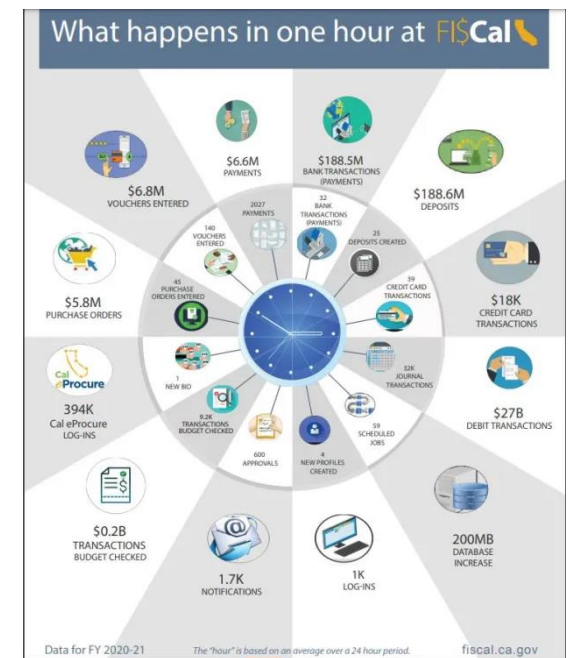 What happens in one hour at FI$Cal
$6.6M
PAYMENTS
$188.5M
BANK TRANSACTIONS
(PAYMENTS)
$6.8M
VOUCHERS ENTERED
$188.6M
DEPOSITS
2027
PAYMENTS
32
BANK
TRANSACTIONS
(PAYMENTS)
140
VOUCHERS
ENTERED
25
DEPOSITS CREATED
45
PURCHASE
ORDERS ENTERED
39
CREDIT CARD
TRANSACTIONS
$5.8M
PURCHASE ORDERS
$18K
CREDIT CARD
TRANSACTIONS
1
NEW BID
32K
JOURNAL
TRANSACTIONS
Cal
eProcure
394K
Cal eProcure
LOG-INS
$27B
DEBIT TRANSACTIONS
9.2K
TRANSACTIONS
BUDGET CHECKED
59
SCHEDULED
JOBS
600
APPROVALS
4
NEW PROFILES
CREATED
$0.2B
TRANSACTIONS
BUDGET CHECKED
200MB
DATABASE
INCREASE
1.7K
NOTIFICATIONS
1K
LOG-INS
Data for FY 2020-21
The "hour" is based on an average over a 24 hour period.
fiscal.ca.gov